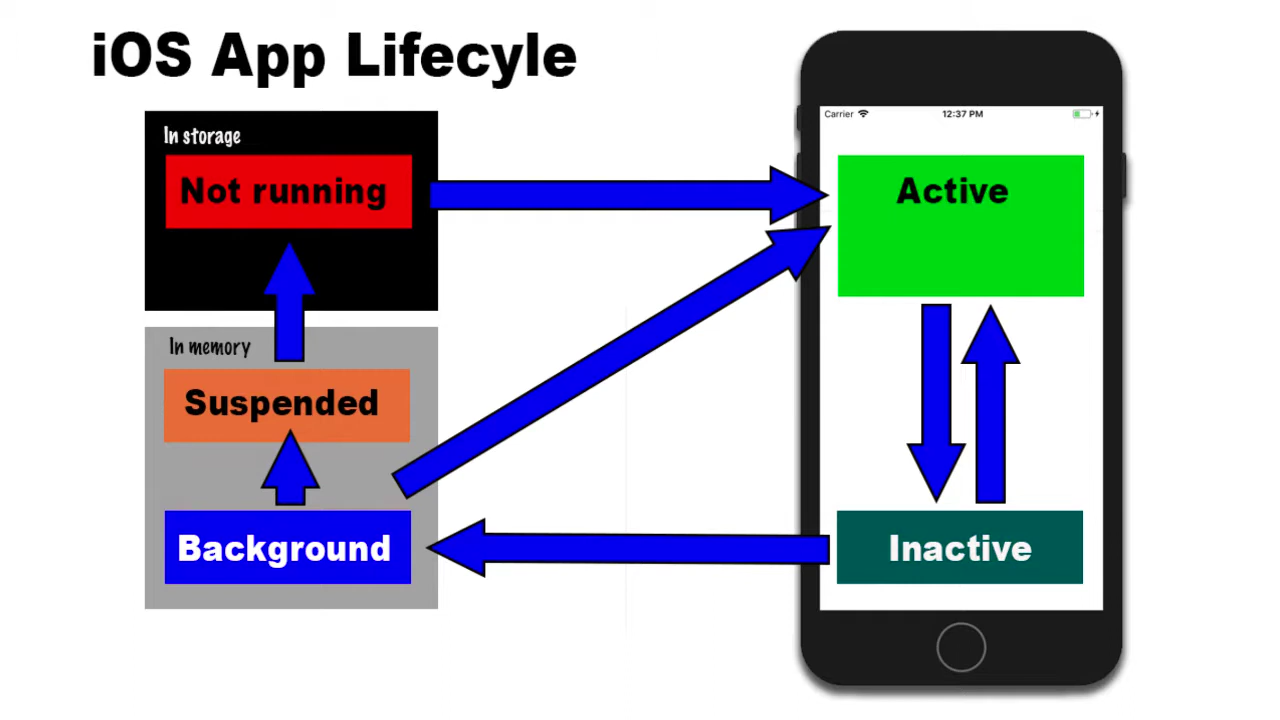 iOS App Lifecyle
In storage
Not running
In memory
Suspended
Background
Carrier 12:37 PM
Active
Inactive